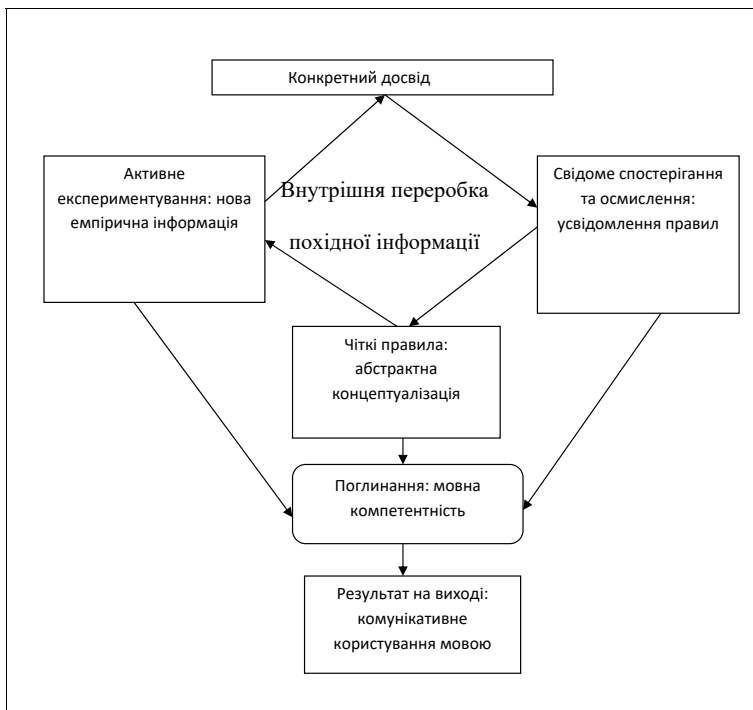 Конкретний досвід
Активне
експериментування: нова
емпірична інформація
Внутрішня переробка
похідної інформації
Свідоме спостерігання
та осмислення:
усвідомлення правил
Чіткі правила:
абстрактна
концептуалізація
Поглинання: мовна
компетентність
Результат на виході:
комунікативне
користування мовою